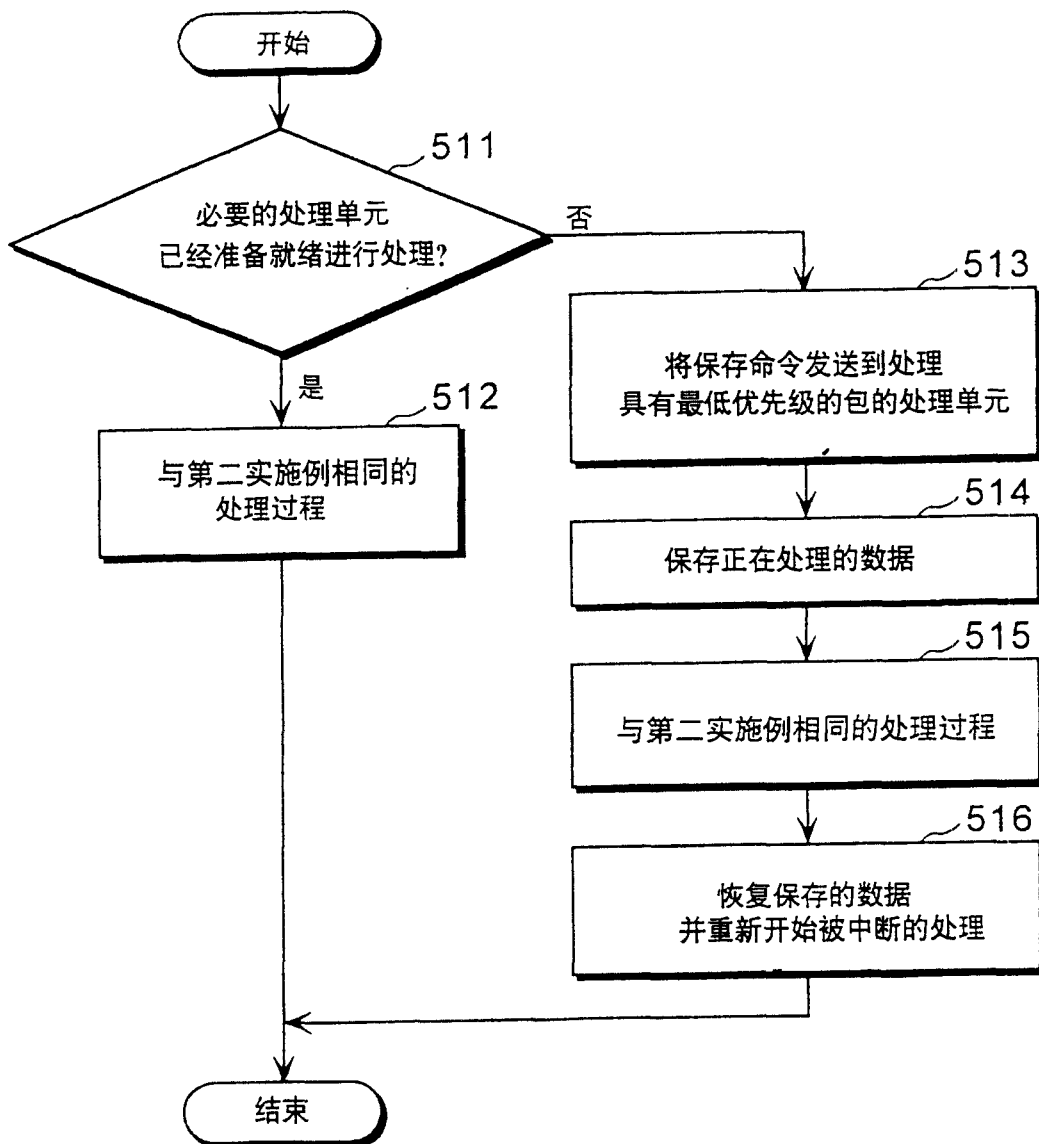 开始
511
必要的处理单元
已经准备就绪进行处理?
否
是
512
与第二实施例相同的
处理过程
513
将保存命令发送到处理
具有最低优先级的包的处理单元
514
保存正在处理的数据
515
与第二实施例相同的处理过程
516
恢复保存的数据
并重新开始被中断的处理
结束